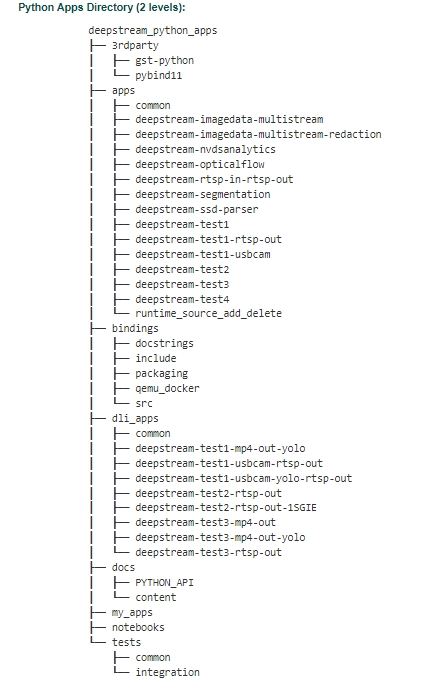 Python Apps Directory (2 levels):
deepstream_python_apps
├── 3rdparty
│   ├── gst-python
│   └── pybind11
├── apps
│   ├── common
│   ├── deepstream-imagedata-multistream
│   ├── deepstream-imagedata-multistream-redaction
│   ├── deepstream-nvdsanalytics
│   ├── deepstream-opticalflow
│   ├── deepstream-rtsp-in-rtsp-out
│   ├── deepstream-segmentation
│   ├── deepstream-ssd-parser
│   ├── deepstream-test1
│   ├── deepstream-test1-rtsp-out
│   ├── deepstream-test1-usbcam
│   ├── deepstream-test2
│   ├── deepstream-test3
│   ├── deepstream-test4
│   └── runtime_source_add_delete
├── bindings
│   ├── docstrings
│   ├── include
│   ├── packaging
│   ├── qemu_docker
│   └── src
├── dli_apps
│   ├── common
│   ├── deepstream-test1-mp4-out-yolo
│   ├── deepstream-test1-usbcam-rtsp-out
│   ├── deepstream-test1-usbcam-yolo-rtsp-out
│   ├── deepstream-test2-rtsp-out
│   ├── deepstream-test2-rtsp-out-1SGIE
│   ├── deepstream-test3-mp4-out
│   ├── deepstream-test3-mp4-out-yolo
│   └── deepstream-test3-rtsp-out
├── docs
│   ├── PYTHON_API
│   └── content
├── my_apps
├── notebooks
└── tests
    ├── common
    └── integration